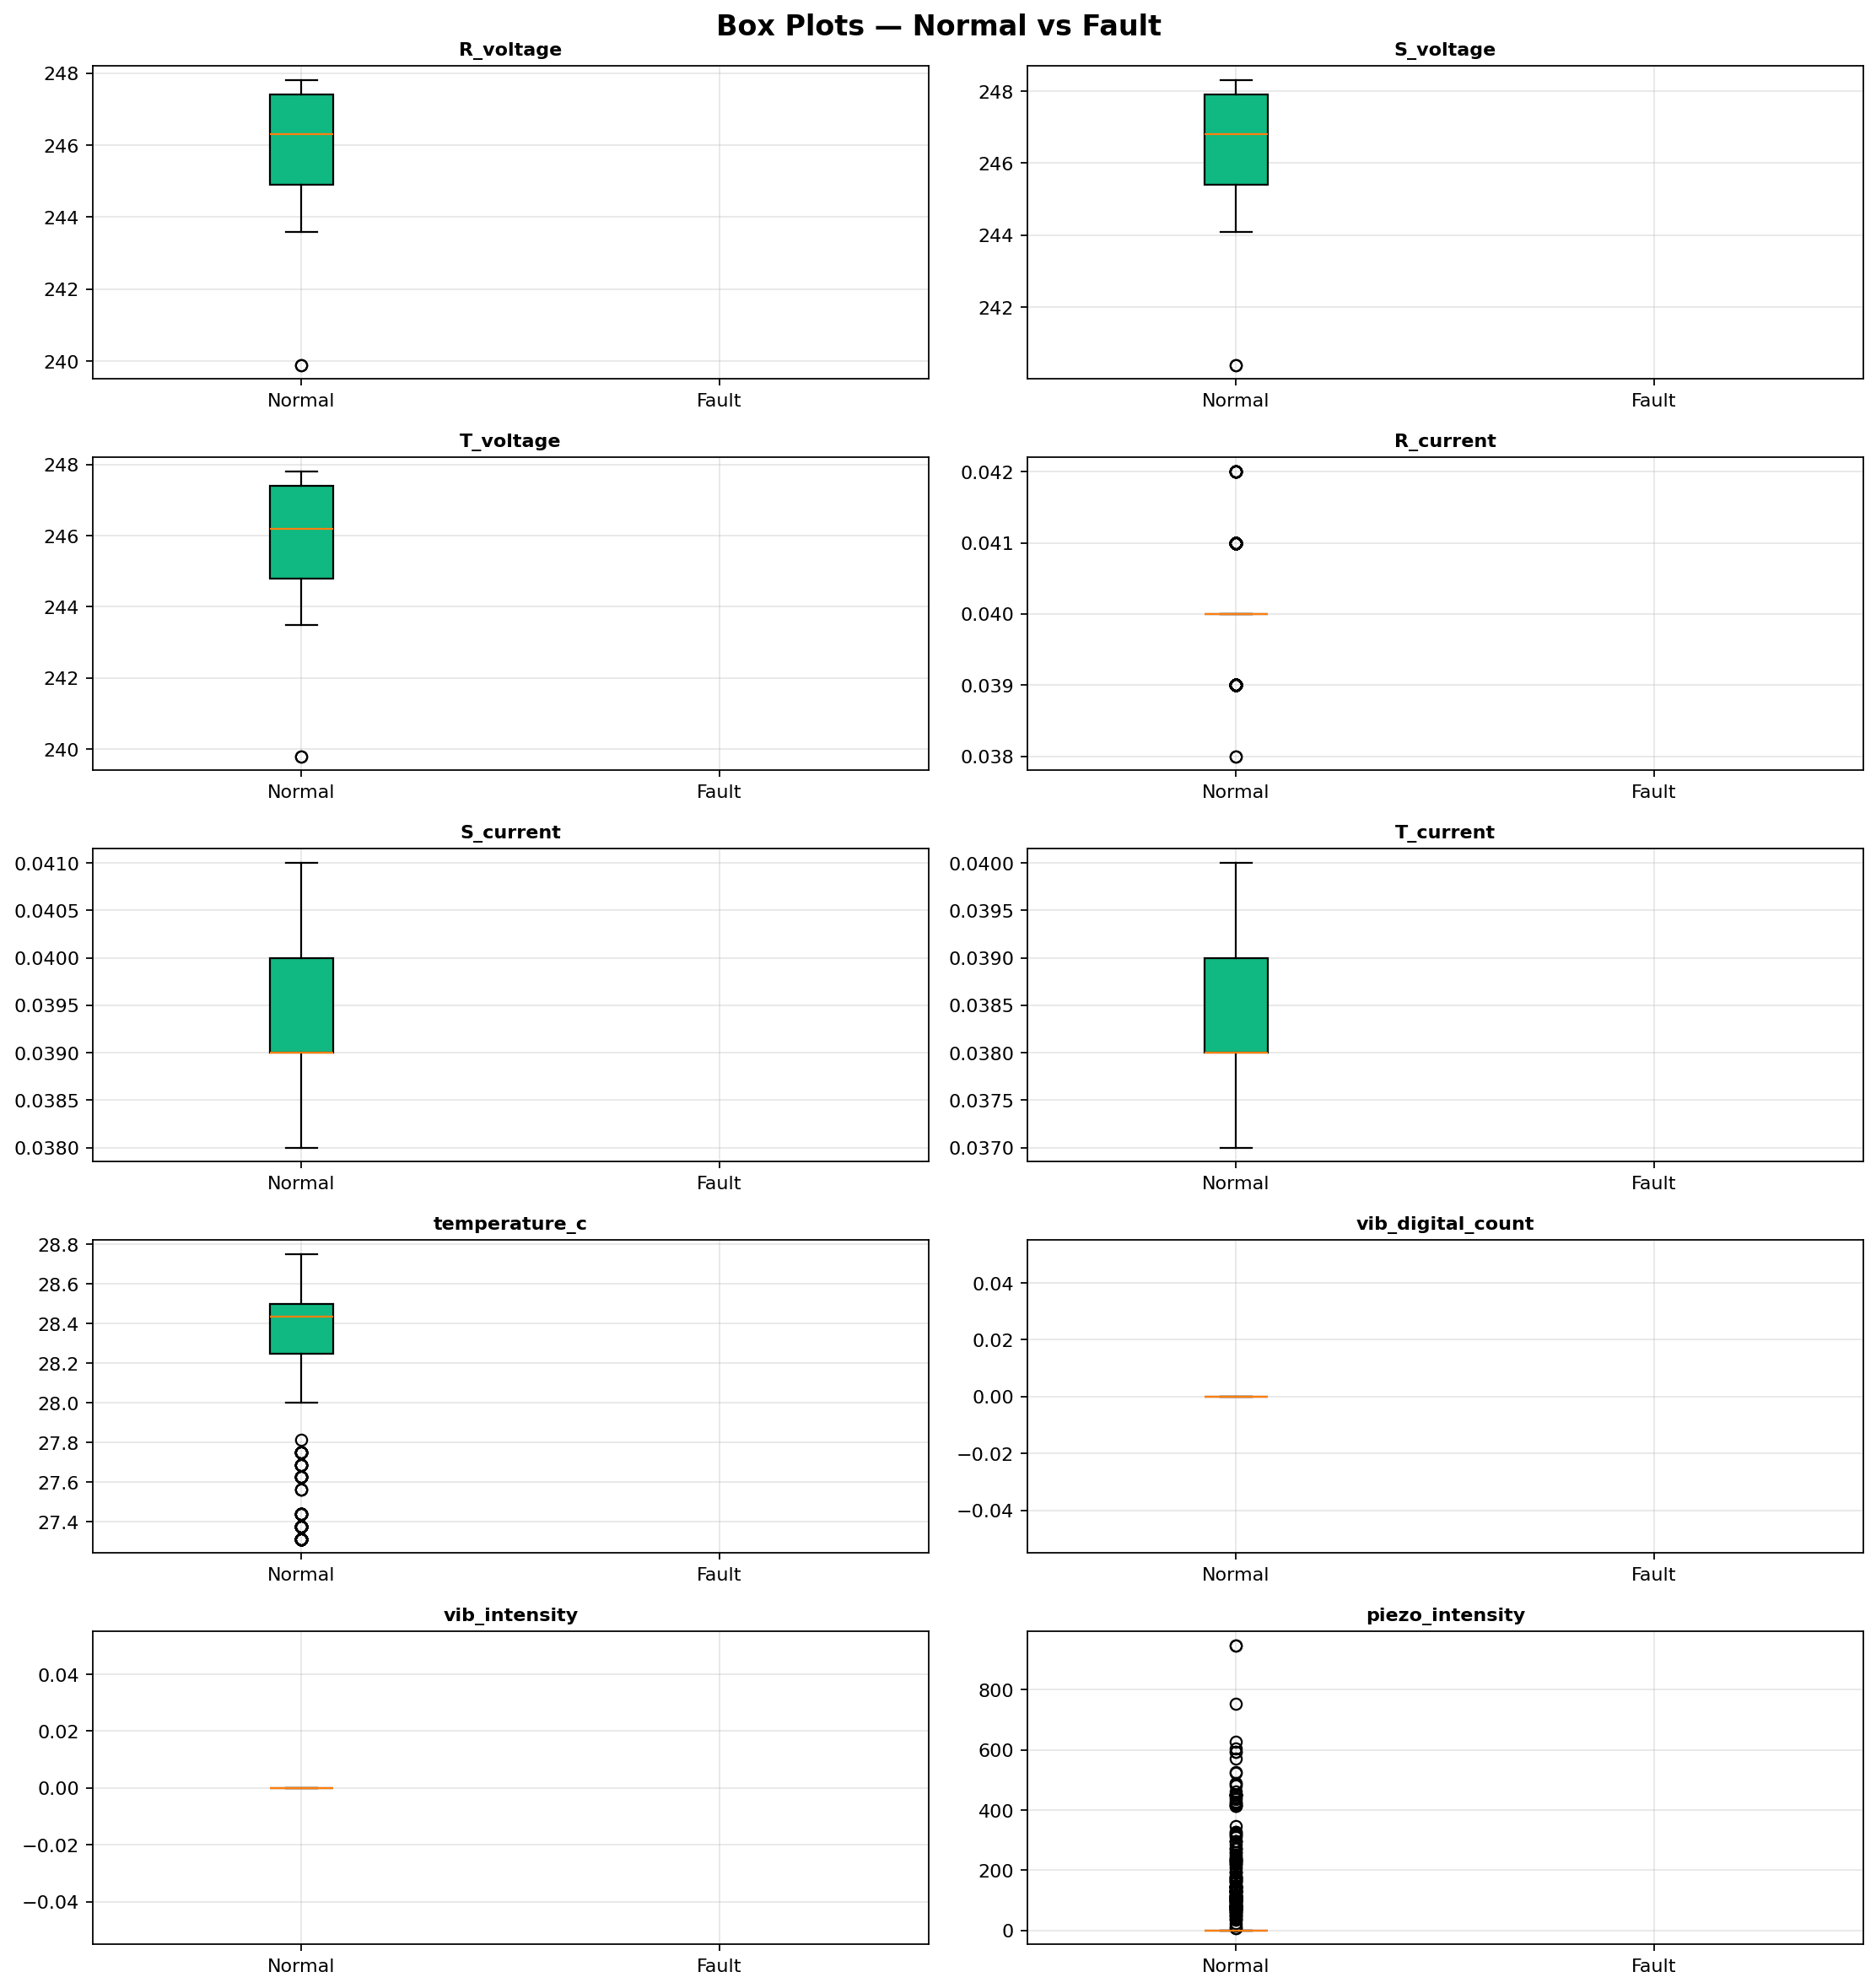 Box Plots — Normal vs Fault
R_voltage
248
246
244
242
240
Normal Fault
S_voltage
248
246
244
242
Normal Fault
T_voltage
248
246
244
242
240
Normal Fault
R_current
0.042
0.041
0.040
0.039
0.038
Normal Fault
S_current
0.0410
0.0405
0.0400
0.0395
0.0390
0.0385
0.0380
Normal Fault
T_current
0.0400
0.0395
0.0390
0.0385
0.0380
0.0375
0.0370
Normal Fault
temperature_c
28.8
28.6
28.4
28.2
28.0
27.8
27.6
27.4
Normal Fault
vib_digital_count
0.04
0.02
0.00
−0.02
−0.04
Normal Fault
vib_intensity
0.04
0.02
0.00
−0.02
−0.04
Normal Fault
piezo_intensity
800
600
400
200
0
Normal Fault